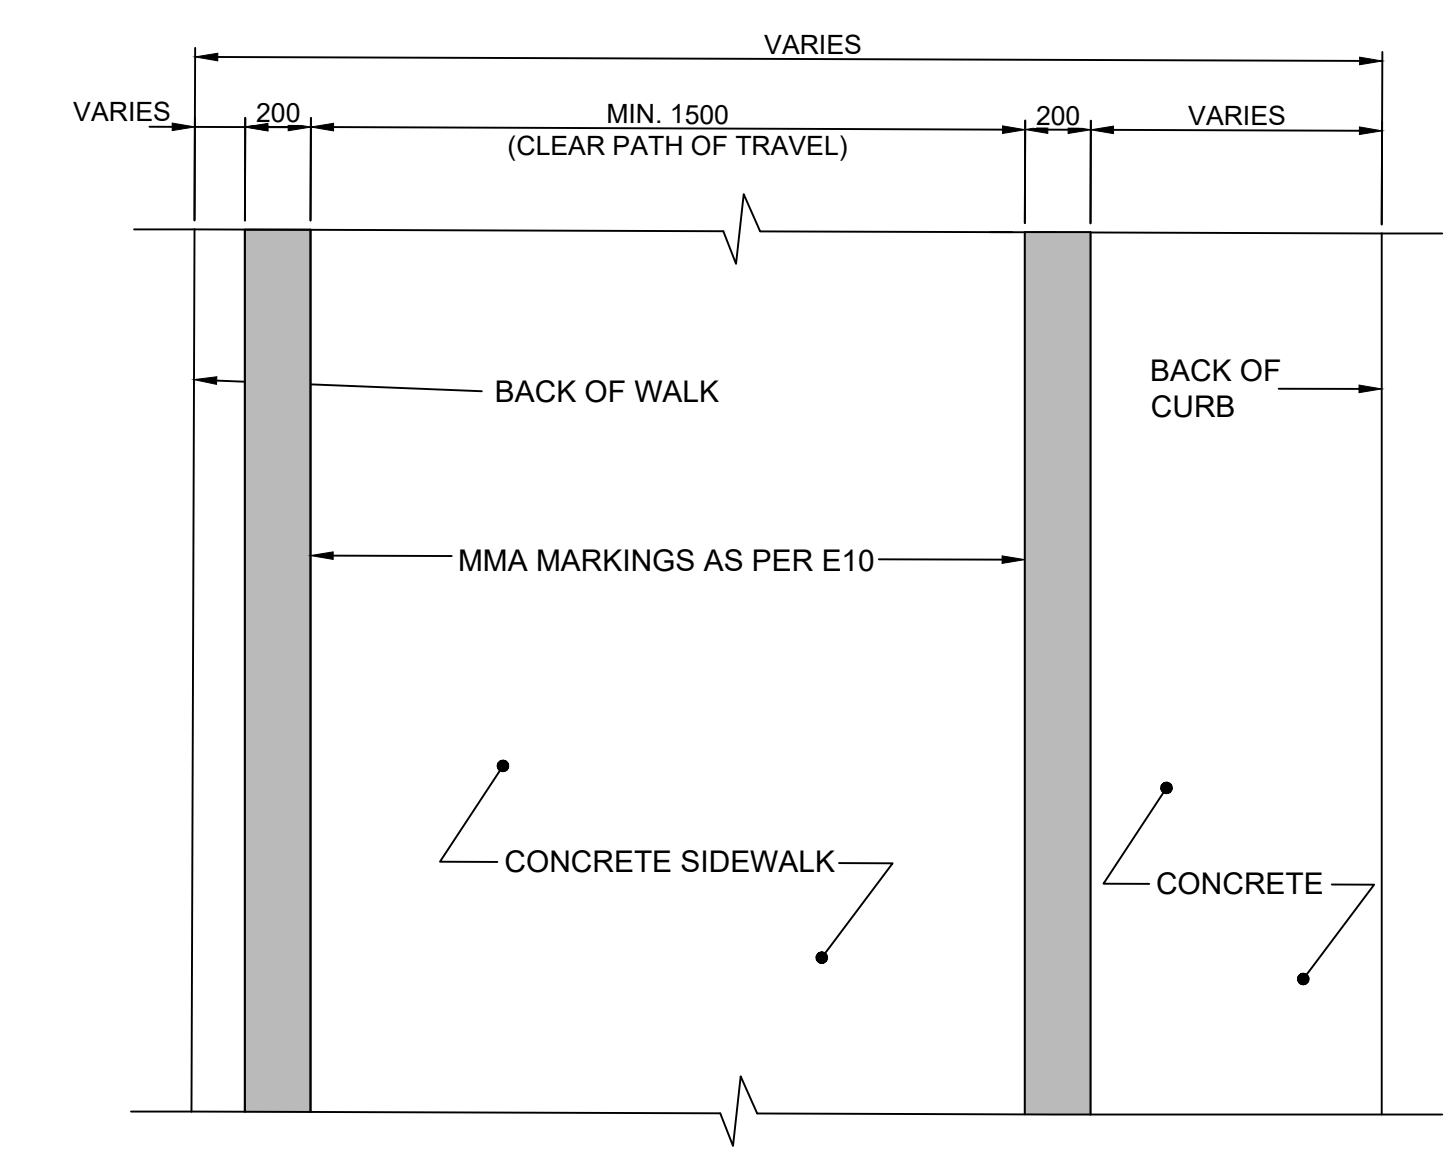 VARIES
VARIES
200
MIN. 1500
(CLEAR PATH OF TRAVEL)
200
VARIES
BACK OF WALK
BACK OF
CURB
MMA MARKINGS AS PER E10
CONCRETE SIDEWALK
CONCRETE